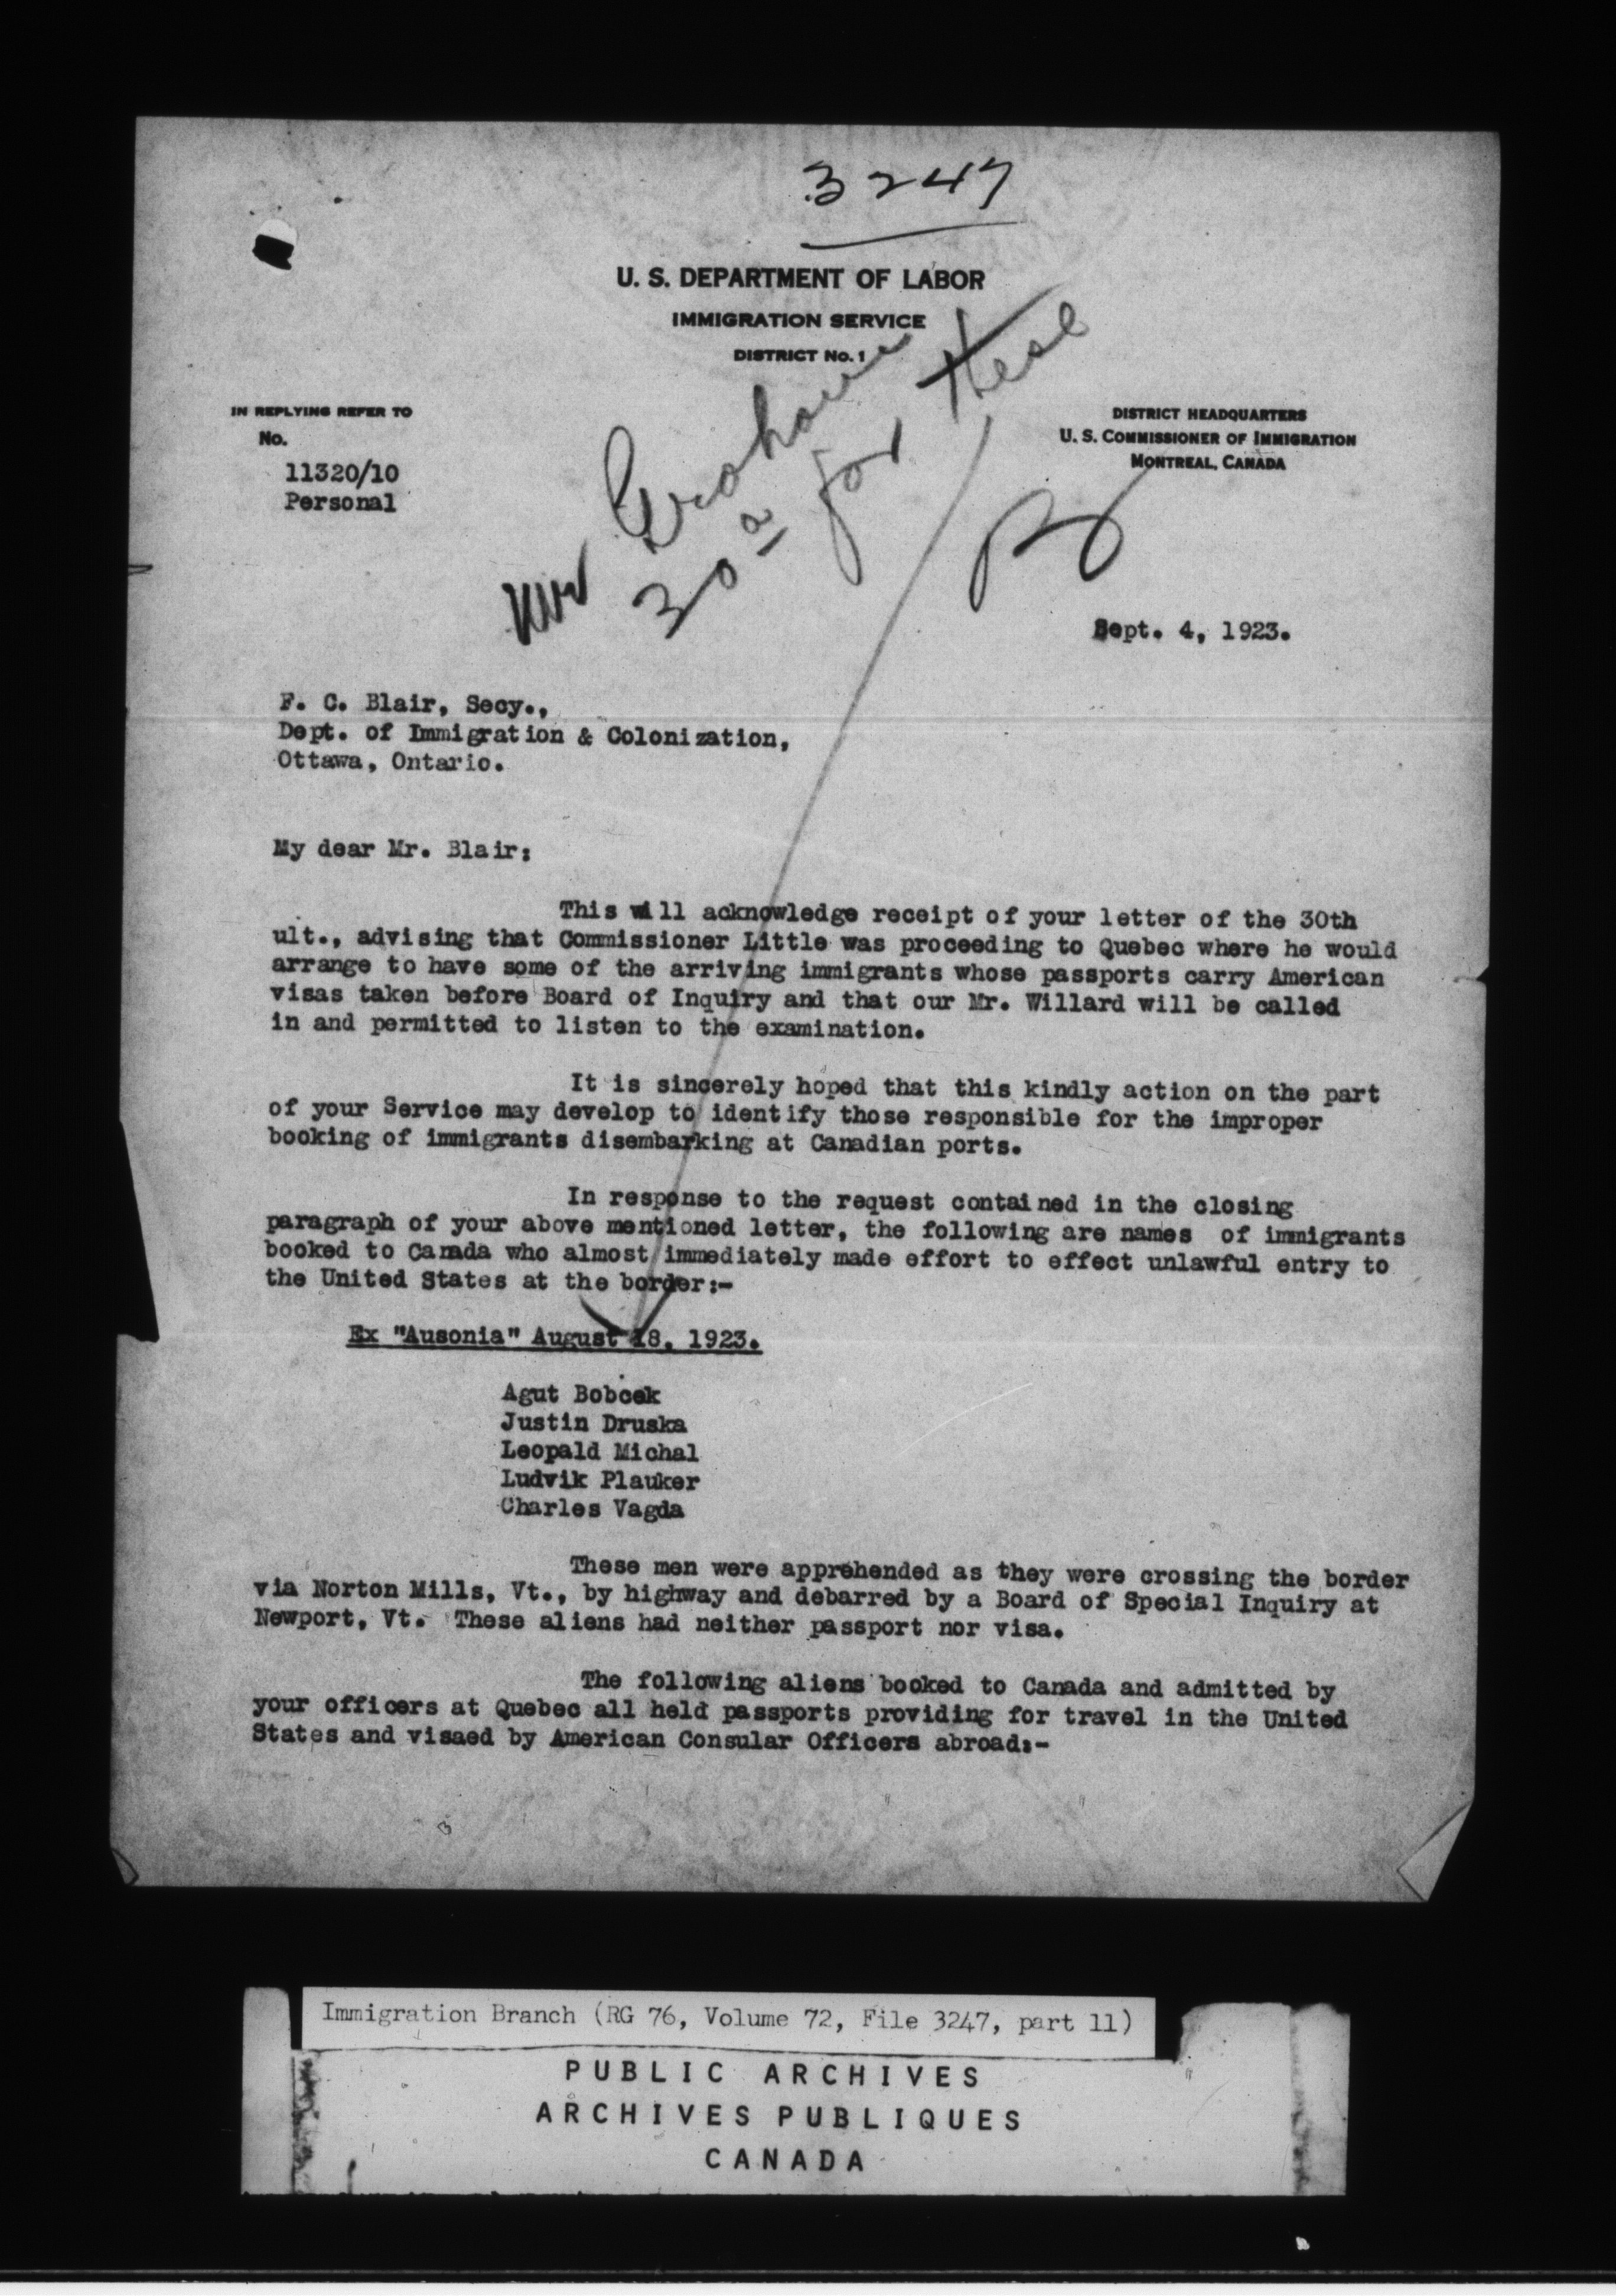 3247
U. S. DEPARTMENT OF LABOR
IMMIGRATION SERVICE
DISTRICT No. 1
IN REPLYING REFER TO
No.
11320/10
Personal
DISTRICT HEADQUARTERS
U. S. COMMISSIONER OF IMMIGRATION
MONTREAL, CANADA
30a for these
Sept. 4, 1923.
F. C. Blair, Secy.,
Dept. of Immigration & Colonization,
Ottawa, Ontario.
My dear Mr. Blair:
This will acknowledge receipt of your letter of the 30th
ult., advising that Commissioner Little was proceeding to Quebec where he would
arrange to have some of the arriving immigrants whose passports carry American
visas taken before Board of Inquiry and that our Mr. Willard will be called
in and permitted to listen to the examination.
It is sincerely hoped that this kindly action on the part
of your Service may develop to identify those responsible for the improper
booking of immigrants disembarking at Canadian ports.
In response to the request contained in the closing
paragraph of your above mentioned letter, the following are names of immigrants
booked to Canada who almost immediately made effort to effect unlawful entry to
the United States at the border:-
Ex "Ausonia" August 18, 1923.
Agut Bobcek
Justin Druska
Leopald Michal
Ludvik Plauker
Charles Vagda
These men were apprehended as they were crossing the border
via Norton Mills, Vt., by highway and debarred by a Board of Special Inquiry at
Newport, Vt. These aliens had neither passport nor visa.
The following aliens booked to Canada and admitted by
your officers at Quebec all held passports providing for travel in the United
States and visaed by American Consular Officers abroad:-
Immigration Branch (RG 76, Volume 72, File 3247, part 11)
PUBLIC ARCHIVES
ARCHIVES PUBLIQUES
CANADA